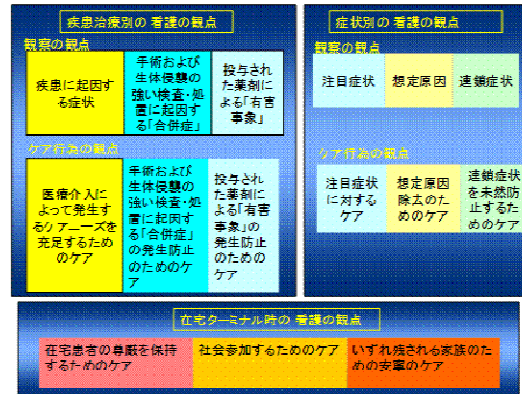 疾患治療別の 看護の観点
観察の観点
疾患に起因す
る症状
手術および
生体侵襲の
強い検査・処
置に起因す
る「合併症」
投与され
た薬剤に
よる「有害
事象」
ケア行為の観点
医療介入に
よって発生す
るケアニーズを
充足するため
のケア
手術および
生体侵襲の
強い検査・処
置に起因す
る「合併症」
の発生防止
のためのケ
ア
投与され
た薬剤に
よる「有害
事象」の
発生防止
のための
ケア
症状別の 看護の観点
観察の観点
注目症状
想定原因
連鎖症状
ケア行為の観点
注目症状
に対する
ケア
想定原因
除去のた
めのケア
連鎖症状
を未然防
止するた
めのケア
在宅ターミナル時の 看護の観点
在宅患者の尊厳を保持
するためのケア
社会参加するためのケア
いずれ残される家族のた
めの安寧のケア